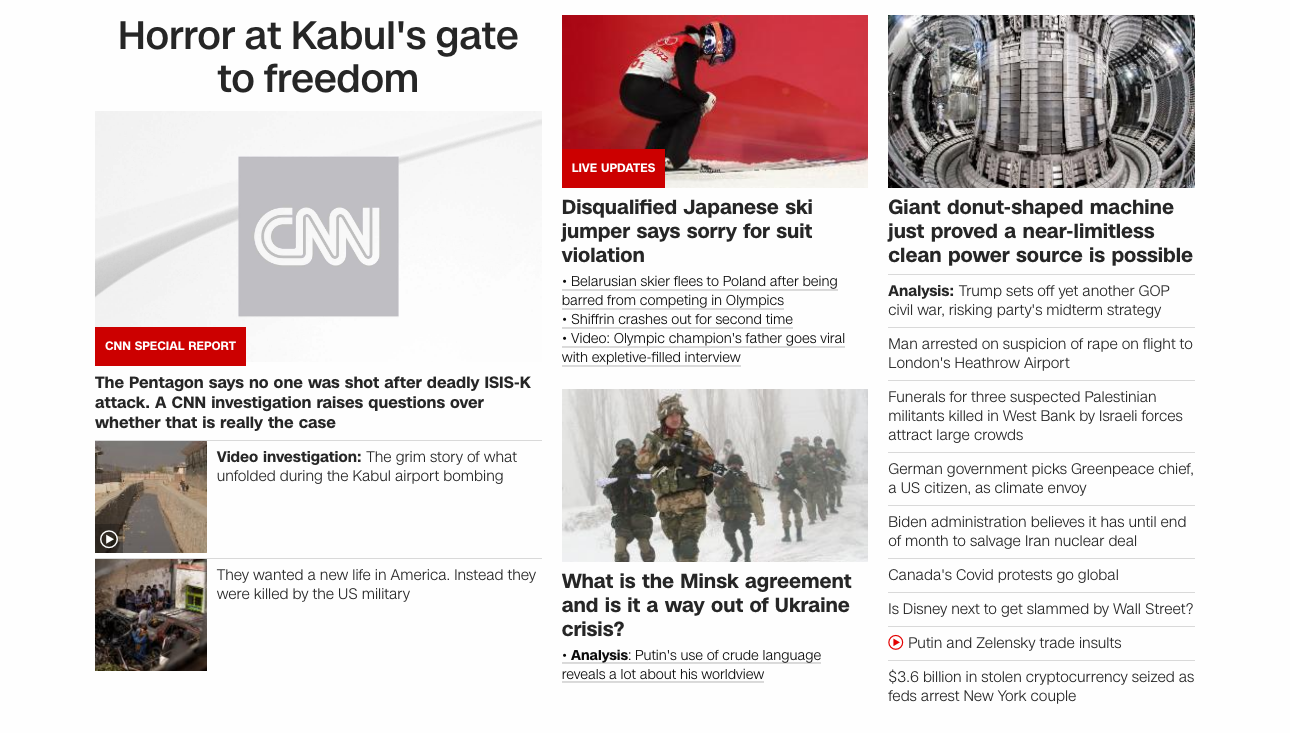 Horror at Kabul's gate
to freedom
CNN
CNN SPECIAL REPORT
The Pentagon says no one was shot after deadly ISIS-K
attack. A CNN investigation raises questions over
whether that is really the case
Video investigation: The grim story of what
unfolded during the Kabul airport bombing
They wanted a new life in America. Instead they
were killed by the US military
LIVE UPDATES
Disqualified Japanese ski
jumper says sorry for suit
violation
• Belarusian skier flees to Poland after being
barred from competing in Olympics
• Shiffrin crashes out for second time
• Video: Olympic champion's father goes viral
with expletive-filled interview
What is the Minsk agreement
and is it a way out of Ukraine
crisis?
• Analysis: Putin's use of crude language
reveals a lot about his worldview
Giant donut-shaped machine
just proved a near-limitless
clean power source is possible
Analysis: Trump sets off yet another GOP
civil war, risking party's midterm strategy
Man arrested on suspicion of rape on flight to
London's Heathrow Airport
Funerals for three suspected Palestinian
militants killed in West Bank by Israeli forces
attract large crowds
German government picks Greenpeace chief,
a US citizen, as climate envoy
Biden administration believes it has until end
of month to salvage Iran nuclear deal
Canada's Covid protests go global
Is Disney next to get slammed by Wall Street?
Putin and Zelensky trade insults
$3.6 billion in stolen cryptocurrency seized as
feds arrest New York couple